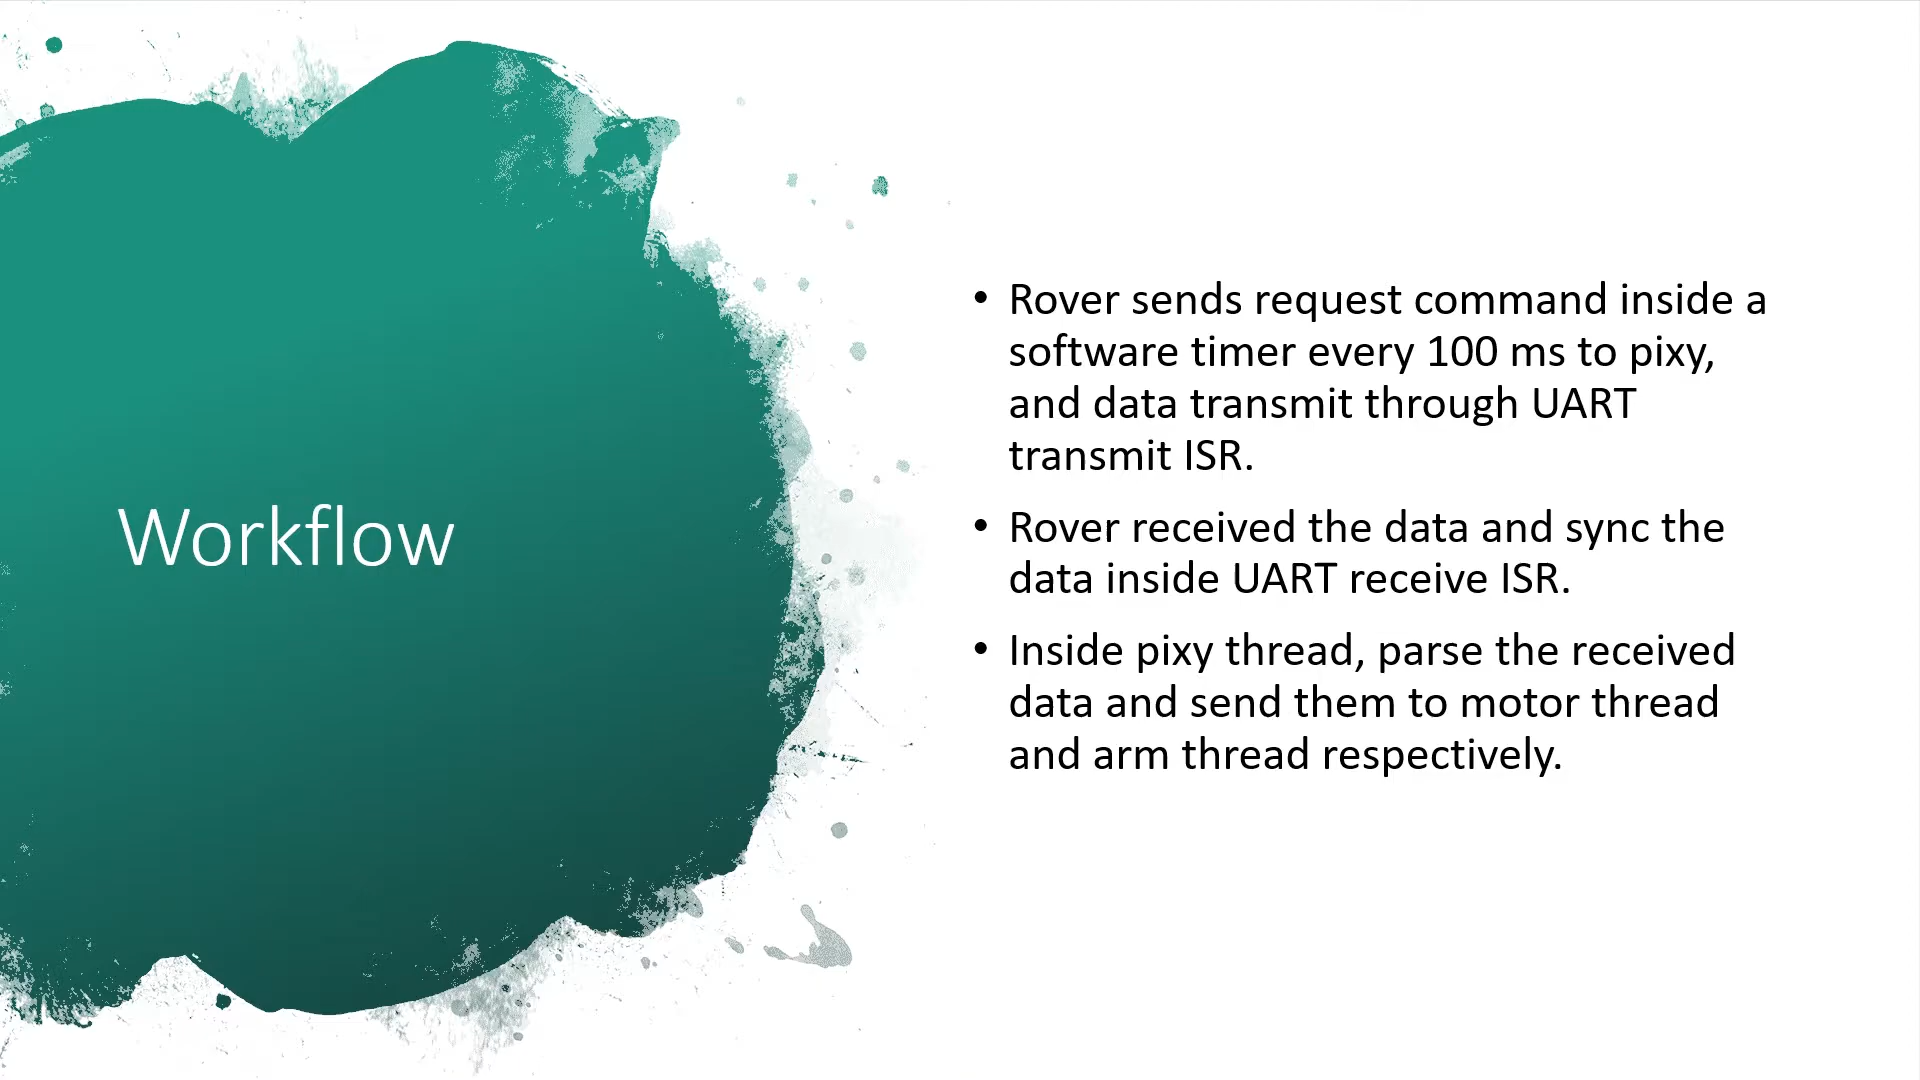 Workflow
• Rover sends request command inside a
software timer every 100 ms to pixy,
and data transmit through UART
transmit ISR.
• Rover received the data and sync the
data inside UART receive ISR.
• Inside pixy thread, parse the received
data and send them to motor thread
and arm thread respectively.